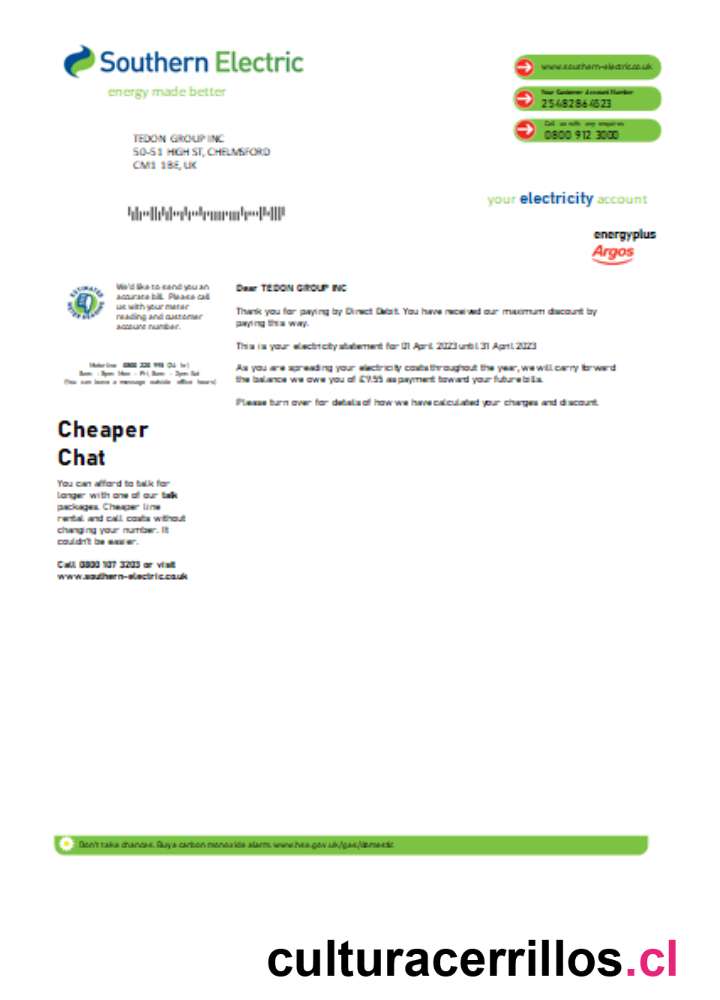 Southern Electric
energy made better
www.southern-electric.co.uk
Your Customer Account Number
25482864523
Call us with any enquiries
0800 912 3000
TEDON GROUP INC
50-51 HIGH ST, CHELMSFORD
CM1 1BE, UK
your electricity account
energyplus
Argos
ESTIMATED
METER READING
We'd like to send you an
accurate bill. Please call
us with your meter
reading and customer
account number.
Meterline 0800 220 998 (24 hr)
8am - 8pm Mon - Fri, 8am - 2pm Sat
(You can leave a message outside office hours)
Dear TEDON GROUP INC
Thank you for paying by Direct Debit. You have received our maximum discount by
paying this way.
This is your electricity statement for 01 April 2023 until 31 April 2023
As you are spreading your electricity costs throughout the year, we will carry forward
the balance we owe you of £9.55 as payment toward your future bills.
Please turn over for details of how we have calculated your charges and discount.
Cheaper
Chat
You can afford to talk for
longer with one of our talk
packages. Cheaper line
rental and call costs without
changing your number. It
couldn't be easier.
Call 0800 107 3203 or visit
www.southern-electric.co.uk
Don't take chances. Buy a carbon monoxide alarm. www.hse.gov.uk/gas/domestic
culturacerrillos.cl